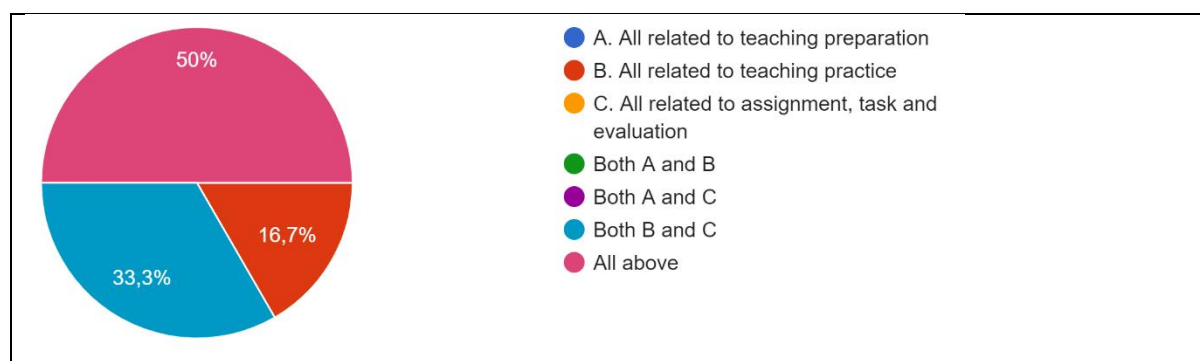 50%
16,7%
33,3%
A. All related to teaching preparation
B. All related to teaching practice
C. All related to assignment, task and
evaluation
Both A and B
Both A and C
Both B and C
All above